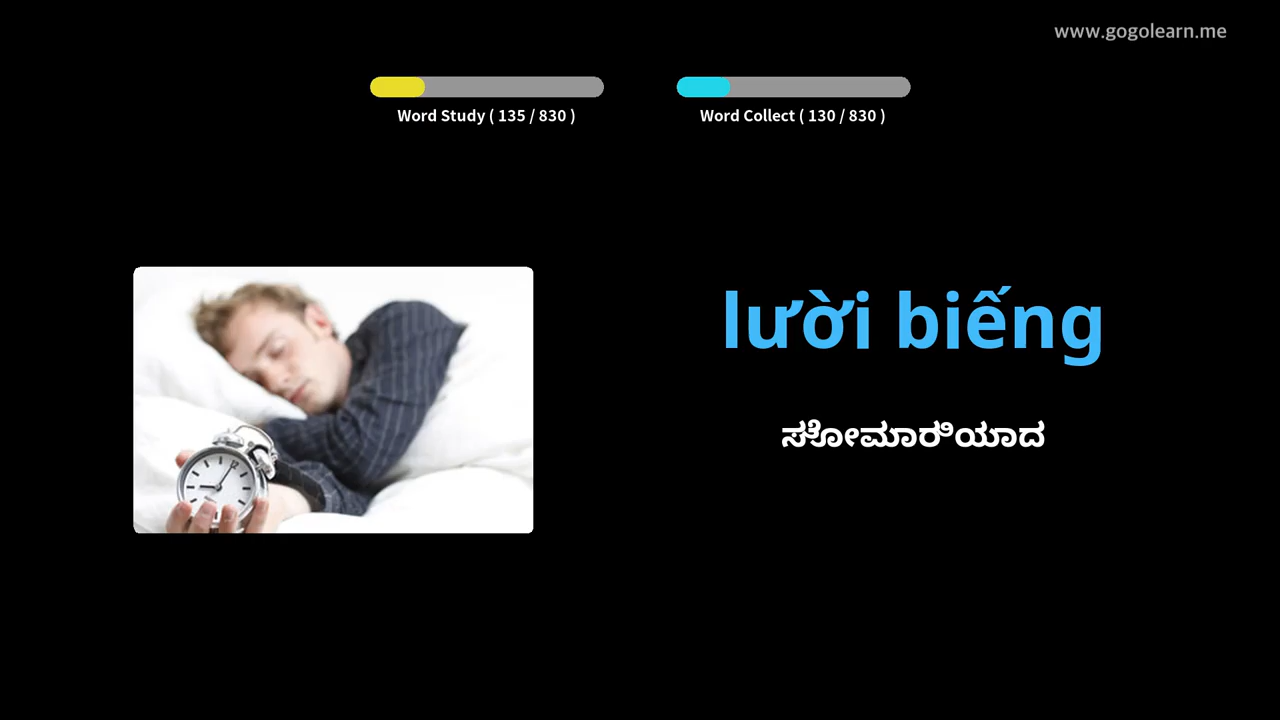 www.gogolearn.me
Word Study ( 135 / 830 )
Word Collect ( 130 / 830 )
lười biếng
ಸೋಮಾರಿಯಾದ